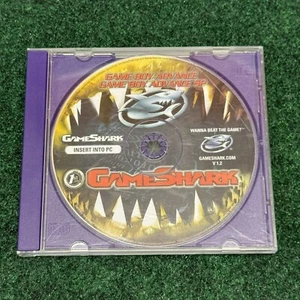 GAME BOY ADVANCE
GAME BOY ADVANCE SP
GAMESHARK
INSERT INTO PC
WANNA BEAT THE GAME?
GAMESHARK.COM
V 1.2
GAMESHARK